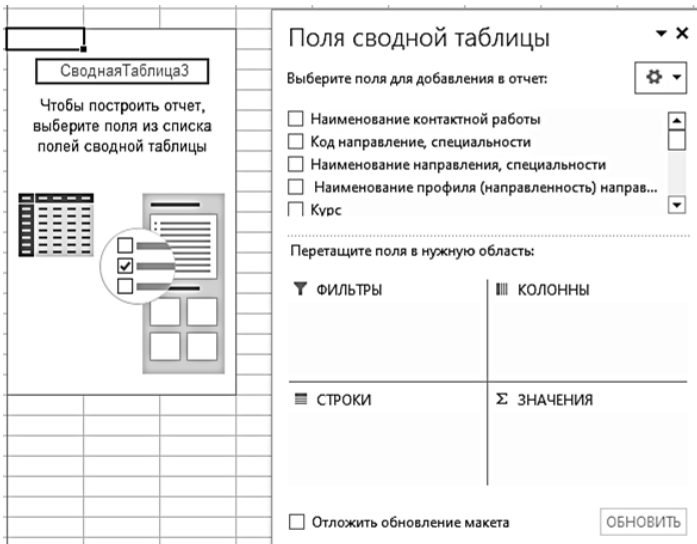 СводнаяТаблица3
Чтобы построить отчет,
выберите поля из списка
полей сводной таблицы
Поля сводной таблицы
Выберите поля для добавления в отчет:
Наименование контактной работы
Код направление, специальности
Наименование направления, специальности
Наименование профиля (направленность) направ...
Курс
Перетащите поля в нужную область:
ФИЛЬТРЫ
КОЛОННЫ
СТРОКИ
Σ ЗНАЧЕНИЯ
Отложить обновление макета
ОБНОВИТЬ